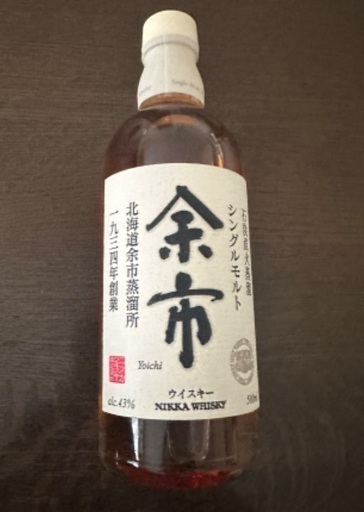 石炭直火蒸溜
シングルモルト
余市
北海道余市蒸溜所
一九三四年創業
Yoichi
ウイスキー
alc.43%
NIKKA WHISKY
500ml